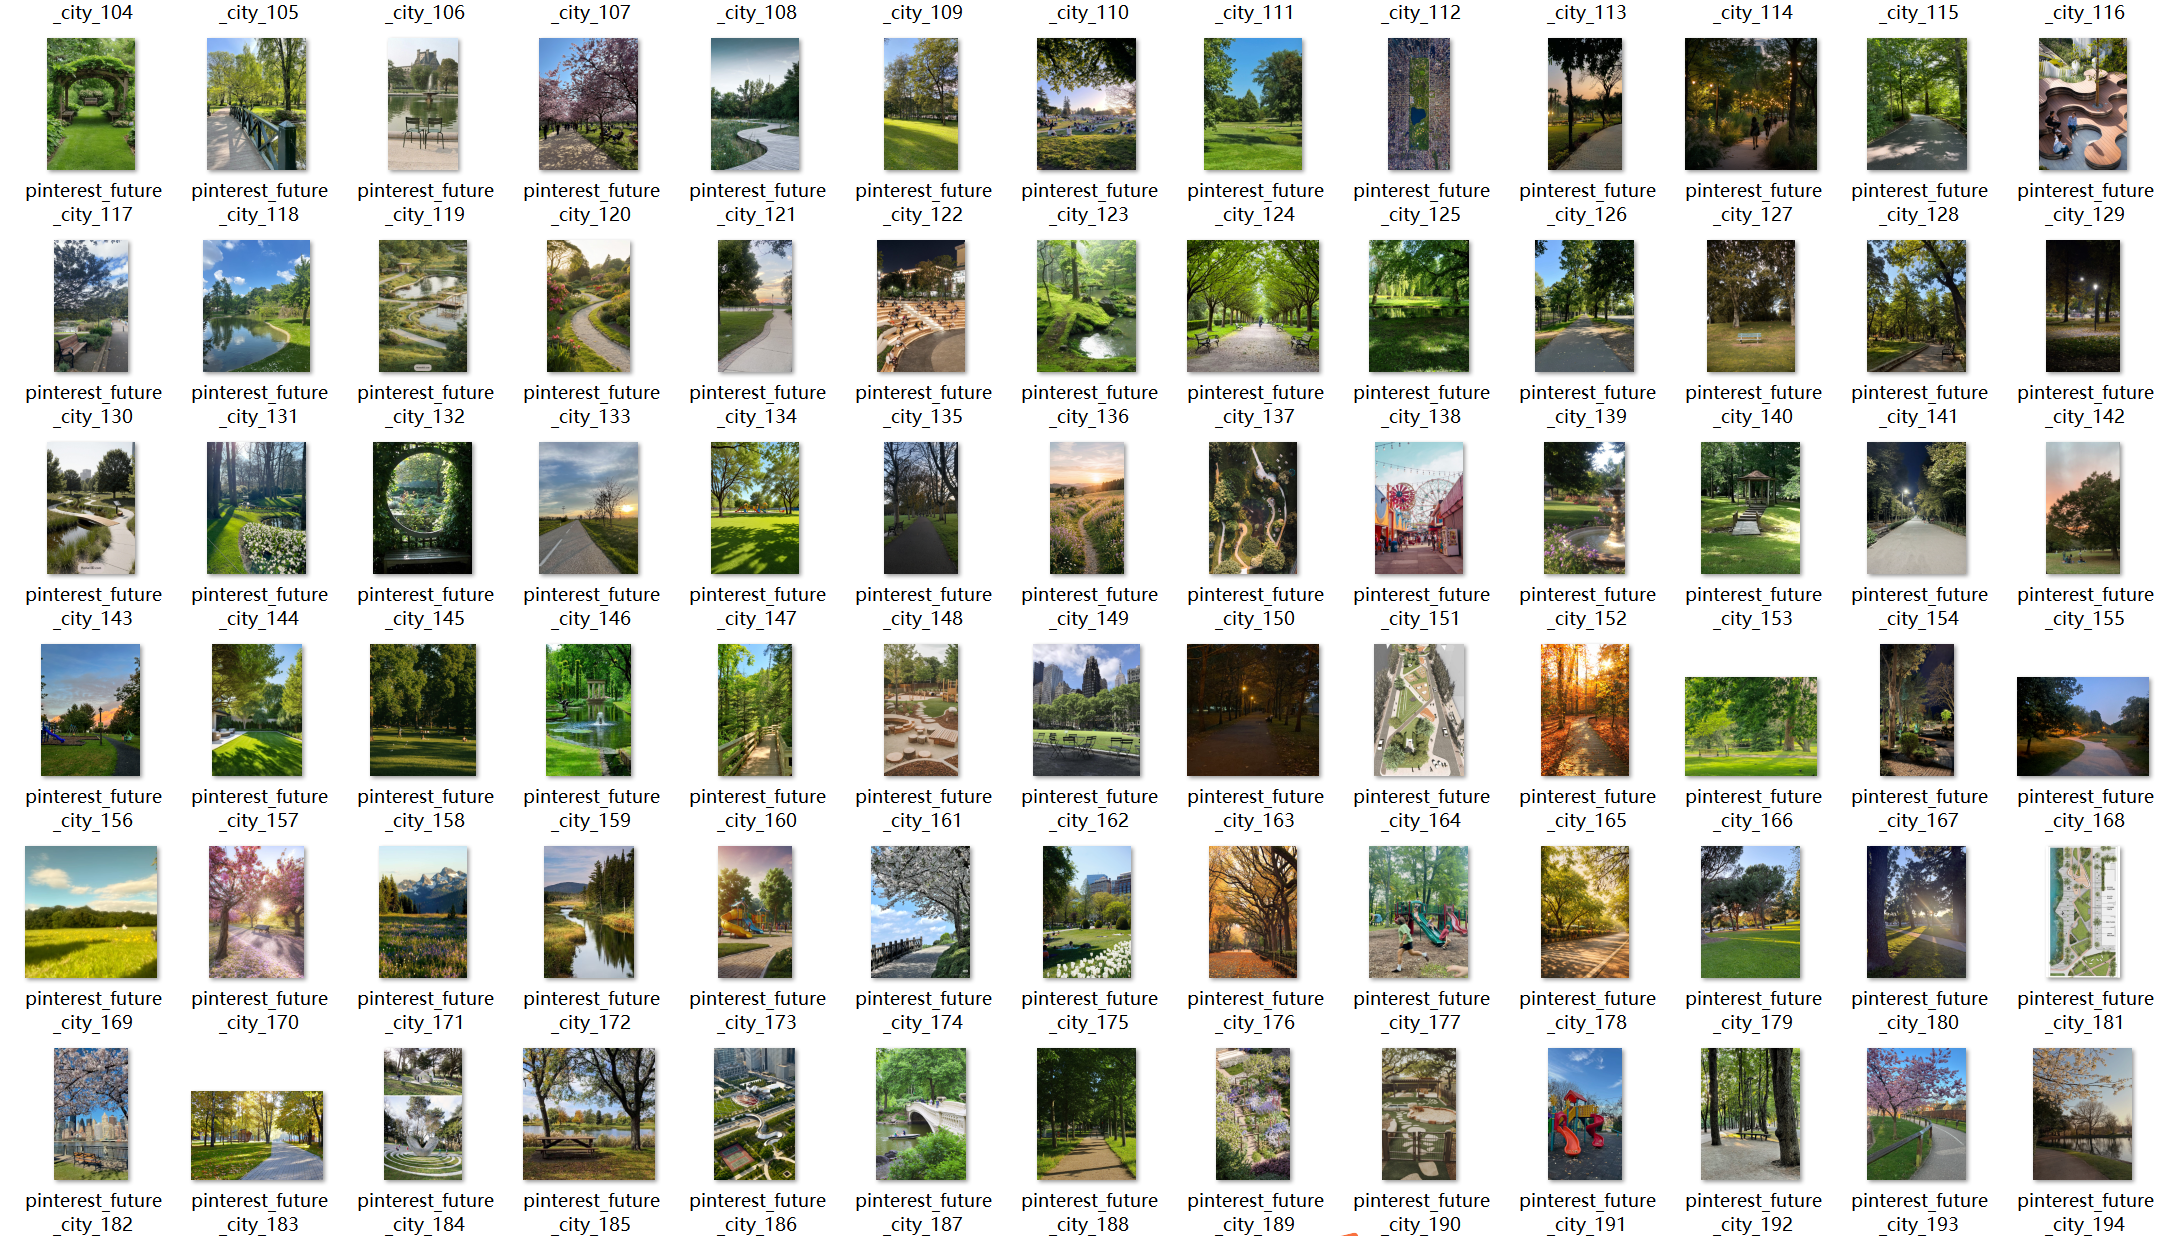 _city_104 _city_105 _city_106 _city_107 _city_108 _city_109 _city_110 _city_111 _city_112 _city_113 _city_114 _city_115 _city_116
pinterest_future pinterest_future pinterest_future pinterest_future pinterest_future pinterest_future pinterest_future pinterest_future pinterest_future pinterest_future pinterest_future pinterest_future pinterest_future
_city_117 _city_118 _city_119 _city_120 _city_121 _city_122 _city_123 _city_124 _city_125 _city_126 _city_127 _city_128 _city_129
pinterest_future pinterest_future pinterest_future pinterest_future pinterest_future pinterest_future pinterest_future pinterest_future pinterest_future pinterest_future pinterest_future pinterest_future pinterest_future
_city_130 _city_131 _city_132 _city_133 _city_134 _city_135 _city_136 _city_137 _city_138 _city_139 _city_140 _city_141 _city_142
pinterest_future pinterest_future pinterest_future pinterest_future pinterest_future pinterest_future pinterest_future pinterest_future pinterest_future pinterest_future pinterest_future pinterest_future pinterest_future
_city_143 _city_144 _city_145 _city_146 _city_147 _city_148 _city_149 _city_150 _city_151 _city_152 _city_153 _city_154 _city_155
pinterest_future pinterest_future pinterest_future pinterest_future pinterest_future pinterest_future pinterest_future pinterest_future pinterest_future pinterest_future pinterest_future pinterest_future pinterest_future
_city_156 _city_157 _city_158 _city_159 _city_160 _city_161 _city_162 _city_163 _city_164 _city_165 _city_166 _city_167 _city_168
pinterest_future pinterest_future pinterest_future pinterest_future pinterest_future pinterest_future pinterest_future pinterest_future pinterest_future pinterest_future pinterest_future pinterest_future pinterest_future
_city_169 _city_170 _city_171 _city_172 _city_173 _city_174 _city_175 _city_176 _city_177 _city_178 _city_179 _city_180 _city_181
pinterest_future pinterest_future pinterest_future pinterest_future pinterest_future pinterest_future pinterest_future pinterest_future pinterest_future pinterest_future pinterest_future pinterest_future pinterest_future
_city_182 _city_183 _city_184 _city_185 _city_186 _city_187 _city_188 _city_189 _city_190 _city_191 _city_192 _city_193 _city_194